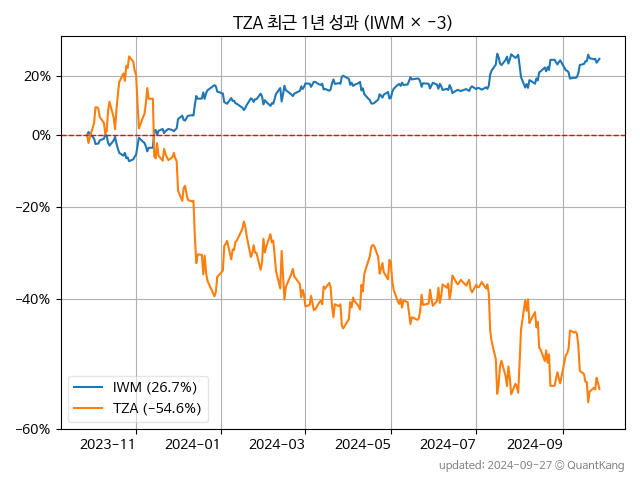 TZA 최근 1년 성과 (IWM × −3)
20%
0%
−20%
−40%
−60%
IWM (26.7%)
TZA (−54.6%)
2023−11 2024−01 2024−03 2024−05 2024−07 2024−09
updated: 2024−09−27 © QuantKang